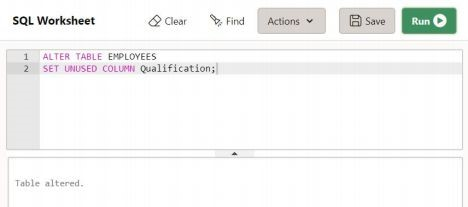 SQL Worksheet Clear Find Actions Save Run
1 ALTER TABLE EMPLOYEES
2 SET UNUSED COLUMN Qualification;
Table altered.